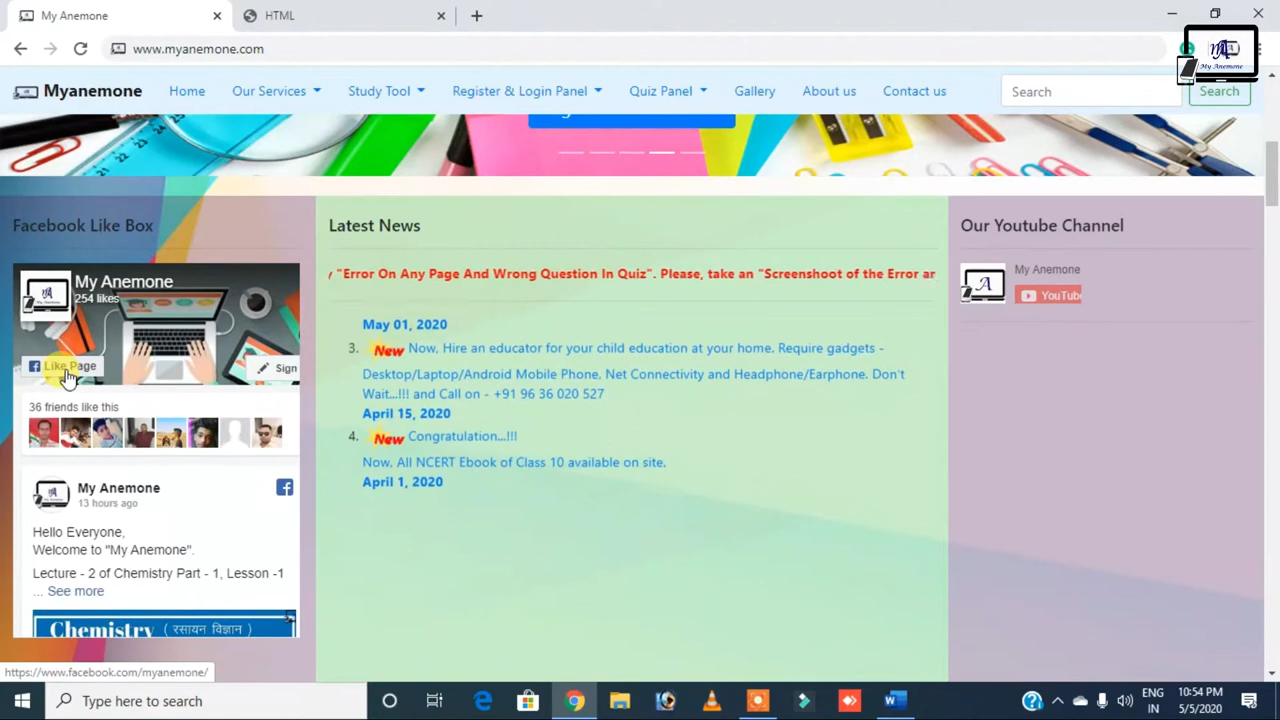 My Anemone
HTML
www.myanemone.com
My Anemone
Myanemone
Home
Our Services
Study Tool
Register & Login Panel
Quiz Panel
Gallery
About us
Contact us
Search
Search
Facebook Like Box
My Anemone
254 likes
Like Page
Sign
36 friends like this
My Anemone
13 hours ago
Hello Everyone,
Welcome to "My Anemone".
Lecture - 2 of Chemistry Part - 1, Lesson -1
... See more
Chemistry (रसायन विज्ञान)
Latest News
"Error On Any Page And Wrong Question In Quiz". Please, take an "Screenshoot of the Error
May 01, 2020
3. New Now, Hire an educator for your child education at your home. Require gadgets -
Desktop/Laptop/Android Mobile Phone, Net Connectivity and Headphone/Earphone. Don't
Wait...!!! and Call on - +91 96 36 020 527
April 15, 2020
4. New Congratulation...!!!
Now, All NCERT Ebook of Class 10 available on site.
April 1, 2020
Our Youtube Channel
My Anemone
YouTube
https://www.facebook.com/myanemone/
Type here to search
ENG
IN
10:54 PM
5/5/2020